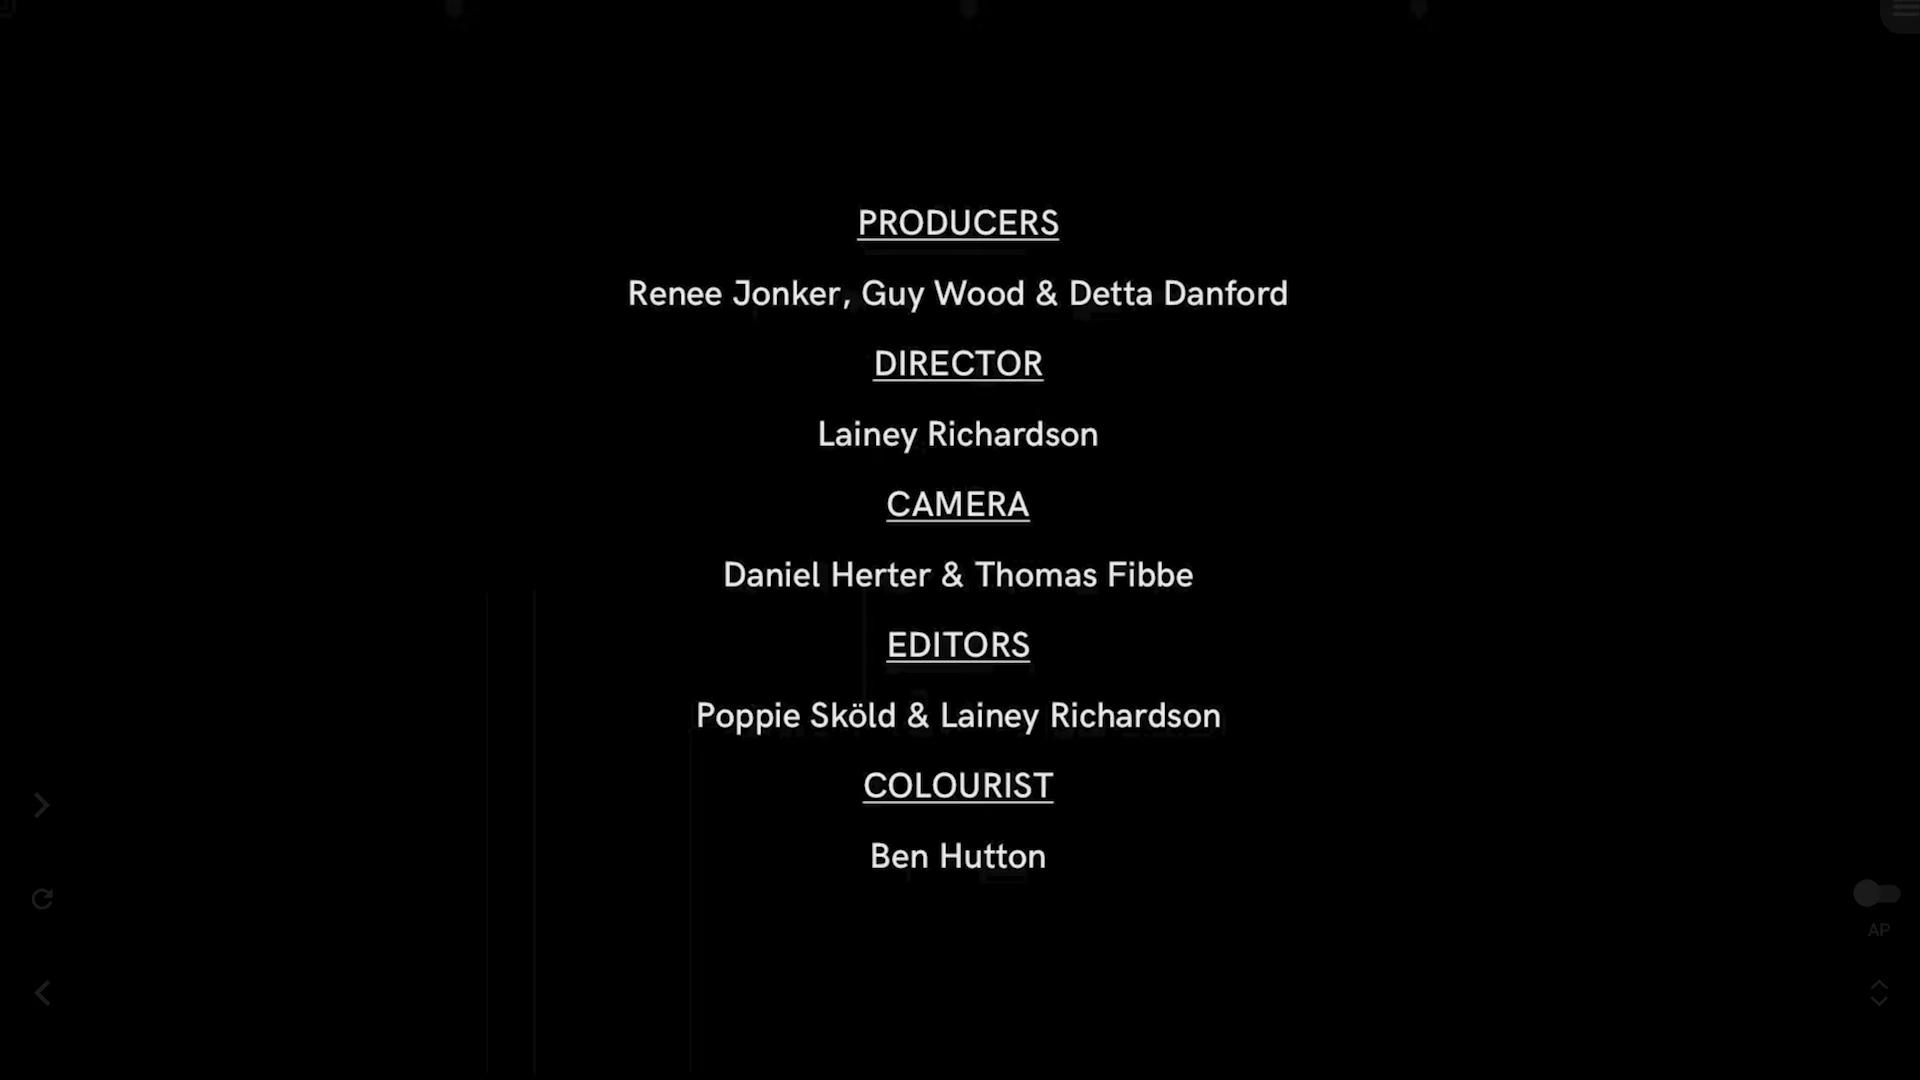 PRODUCERS
Renee Jonker, Guy Wood & Detta Danford
DIRECTOR
Lainey Richardson
CAMERA
Daniel Herter & Thomas Fibbe
EDITORS
Poppie Sköld & Lainey Richardson
COLOURIST
Ben Hutton
AP